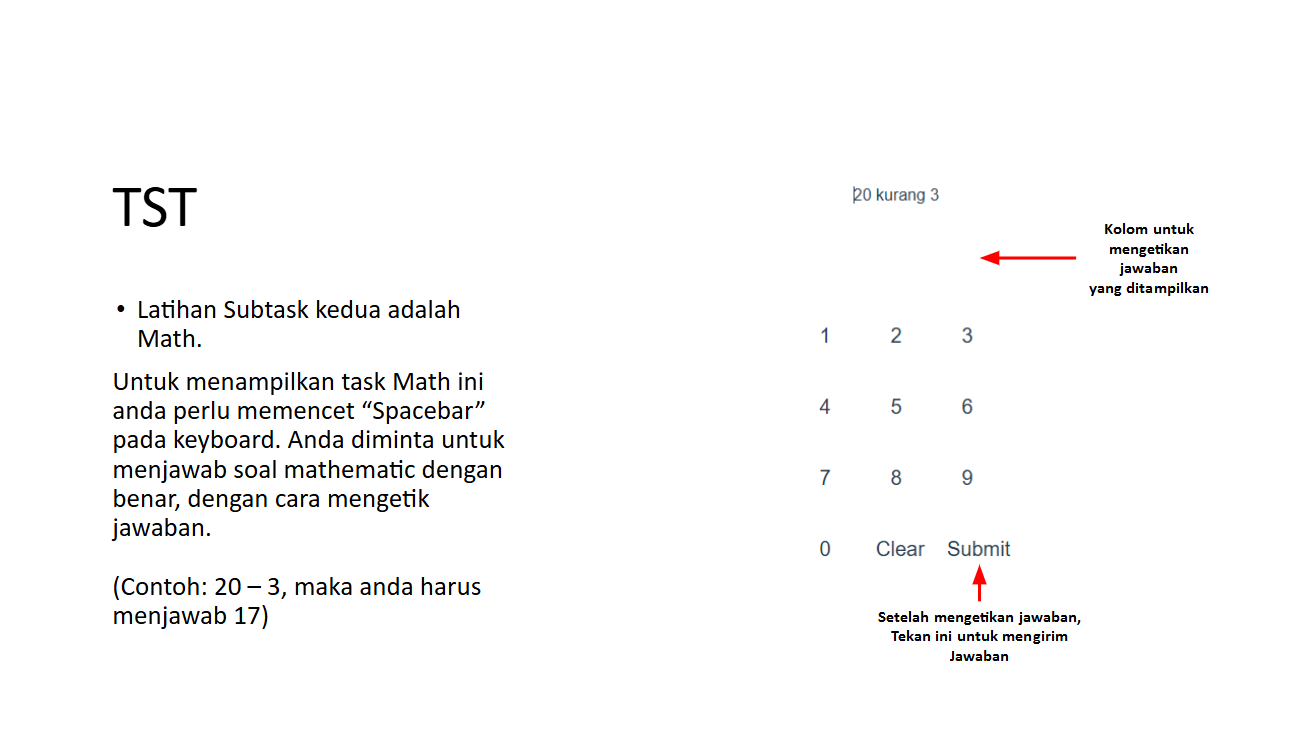 TST
• Latihan Subtask kedua adalah
Math.
Untuk menampilkan task Math ini
anda perlu memencet “Spacebar”
pada keyboard. Anda diminta untuk
menjawab soal mathematic dengan
benar, dengan cara mengetik
jawaban.
(Contoh: 20 – 3, maka anda harus
menjawab 17)
20 kurang 3
Kolom untuk
mengetikan
jawaban
yang ditampilkan
1 2 3
4 5 6
7 8 9
0 Clear Submit
Setelah mengetikan jawaban,
Tekan ini untuk mengirim
Jawaban